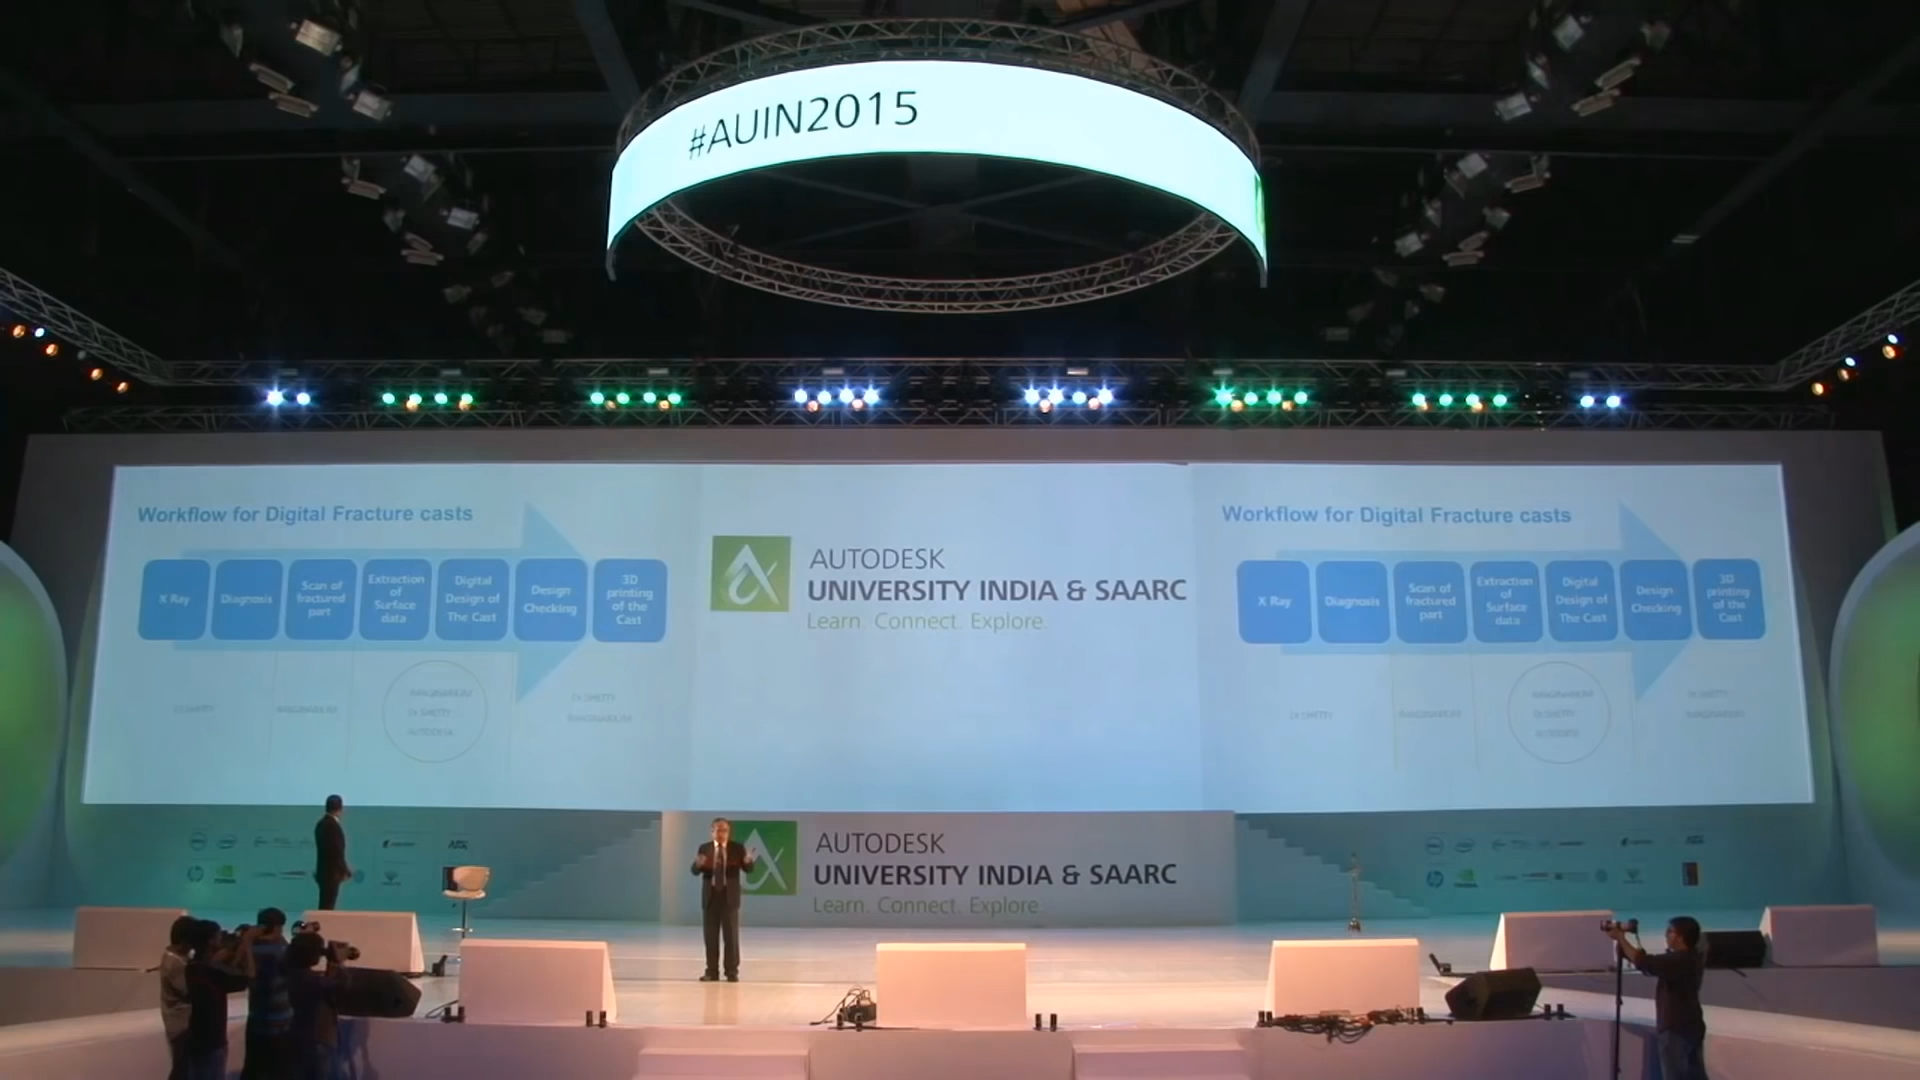 #AUIN2015
Workflow for Digital Fracture casts
X Ray
Diagnosis
Scan of
fractured
part
Extraction
of
Surface
data
Digital
Design of
The Cast
Design
Checking
3D
printing
of the
Cast
AUTODESK
UNIVERSITY INDIA & SAARC
Learn. Connect. Explore.
Workflow for Digital Fracture casts
X Ray
Diagnosis
Scan of
fractured
part
Extraction
of
Surface
data
Digital
Design of
The Cast
Design
Checking
3D
printing
of the
Cast
AUTODESK
UNIVERSITY INDIA & SAARC
Learn. Connect. Explore